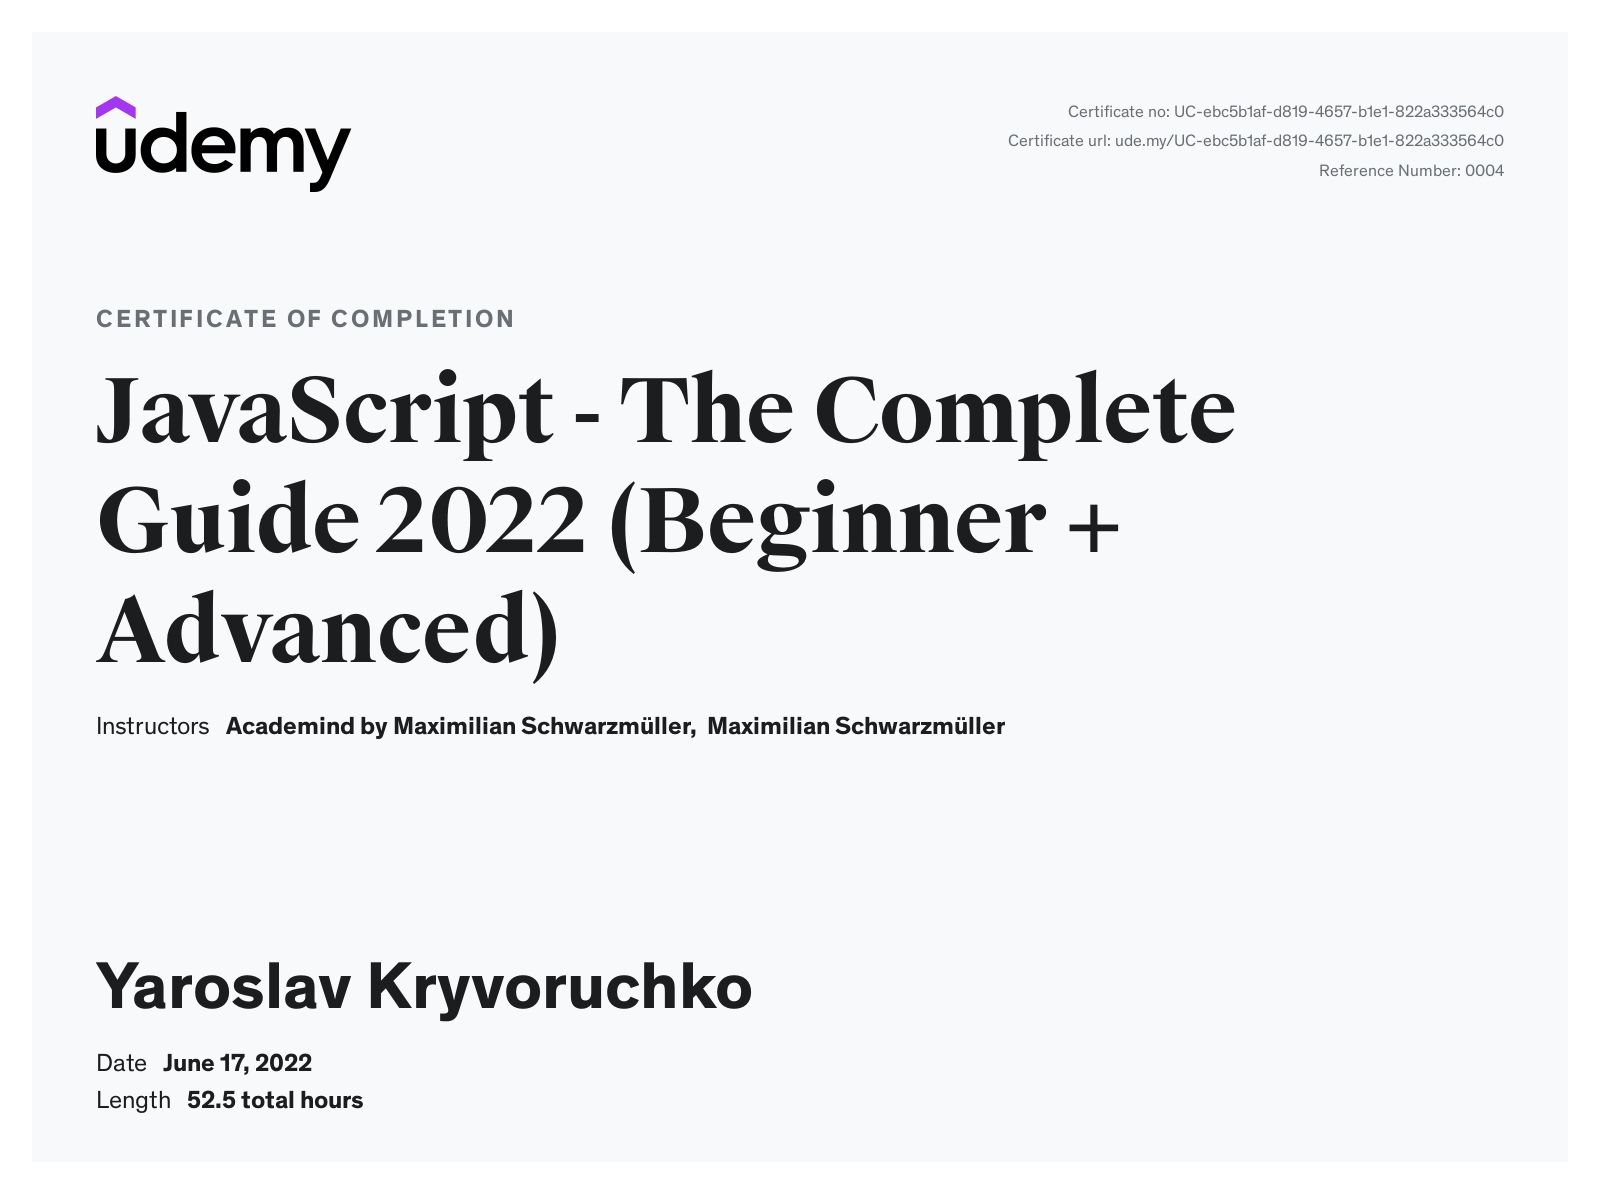 udemy
Certificate no: UC-ebc5b1af-d819-4657-b1e1-822a333564c0
Certificate url: ude.my/UC-ebc5b1af-d819-4657-b1e1-822a333564c0
Reference Number: 0004
CERTIFICATE OF COMPLETION
JavaScript - The Complete
Guide 2022 (Beginner +
Advanced)
Instructors Academind by Maximilian Schwarzmüller, Maximilian Schwarzmüller
Yaroslav Kryvoruchko
Date June 17, 2022
Length 52.5 total hours